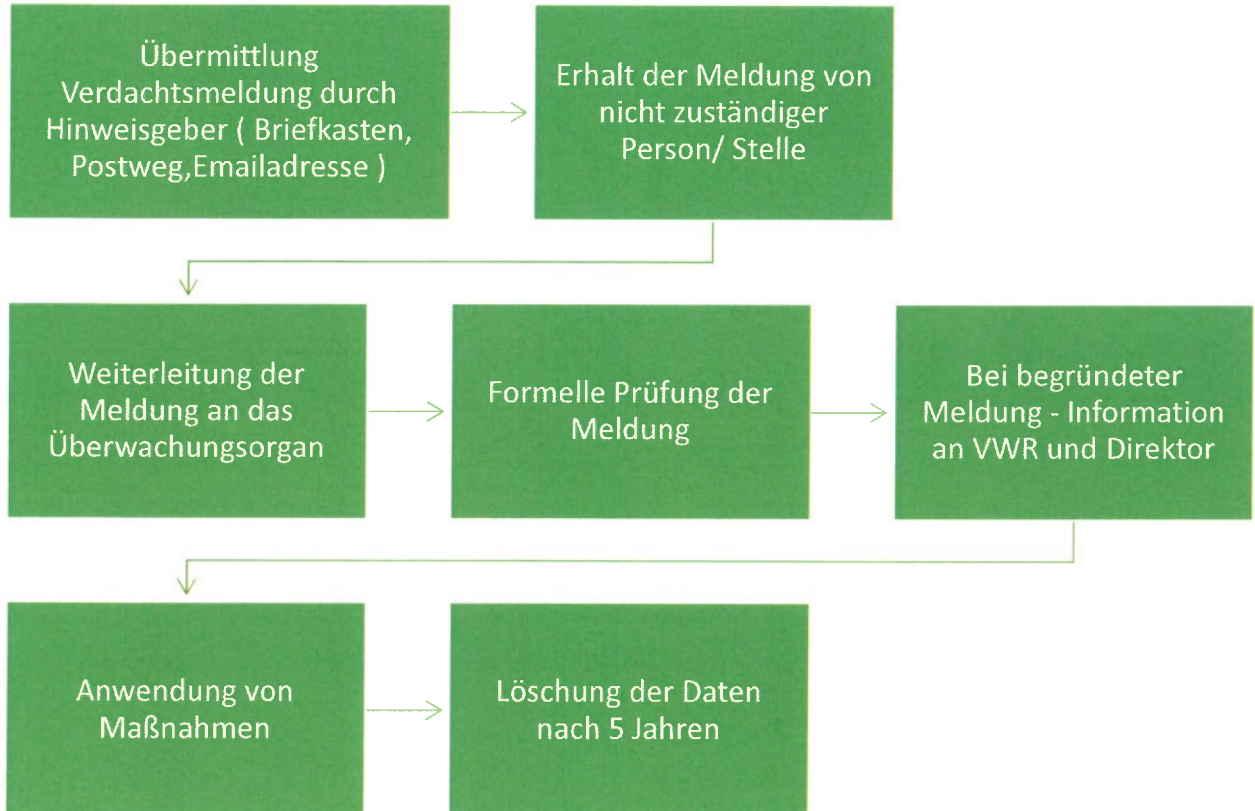 Übermittlung
Verdachtsmeldung durch
Hinweisgeber ( Briefkasten,
Postweg,Emailadresse )
Erhalt der Meldung von
nicht zuständiger
Person/ Stelle
Weiterleitung der
Meldung an das
Überwachungsorgan
Formelle Prüfung der
Meldung
Bei begründeter
Meldung - Information
an VWR und Direktor
Anwendung von
Maßnahmen
Löschung der Daten
nach 5 Jahren